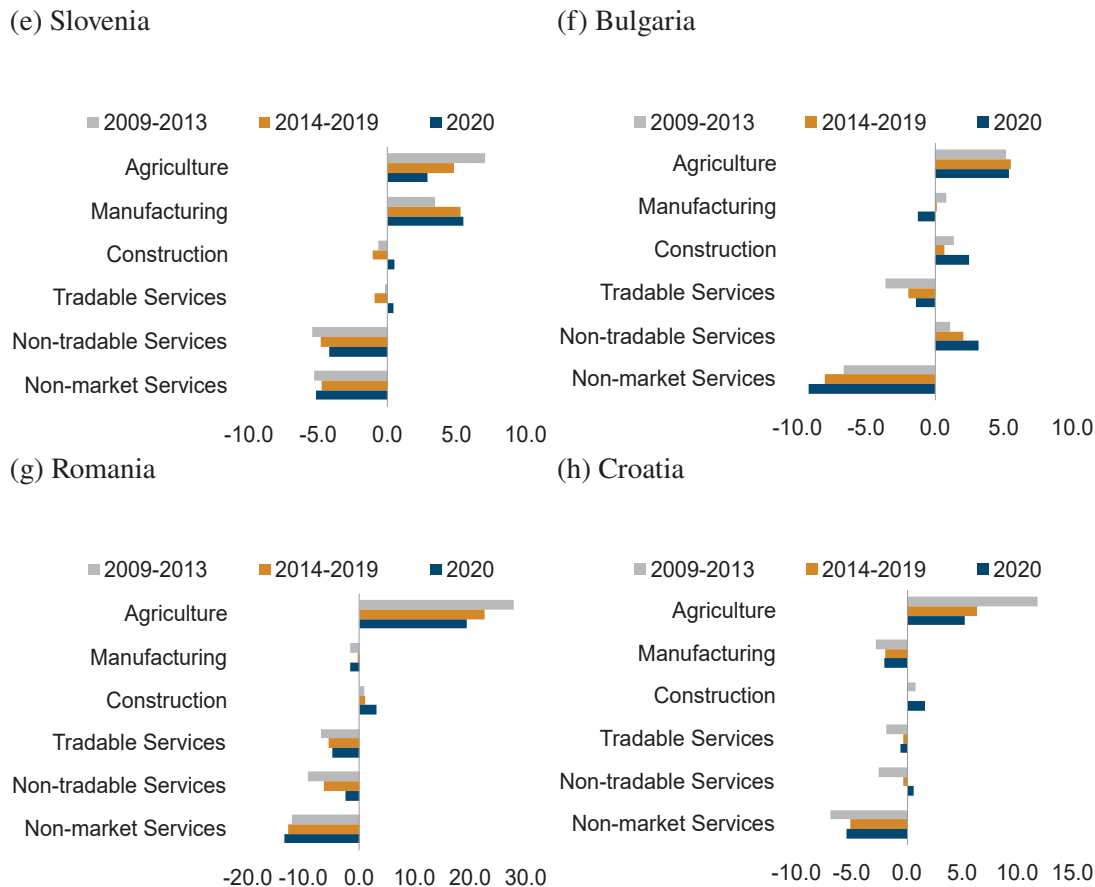 (e) Slovenia
2009-2013 2014-2019 2020
Agriculture
Manufacturing
Construction
Tradable Services
Non-tradable Services
Non-market Services
-10.0 -5.0 0.0 5.0 10.0
(f) Bulgaria
2009-2013 2014-2019 2020
Agriculture
Manufacturing
Construction
Tradable Services
Non-tradable Services
Non-market Services
-10.0 -5.0 0.0 5.0 10.0
(g) Romania
2009-2013 2014-2019 2020
Agriculture
Manufacturing
Construction
Tradable Services
Non-tradable Services
Non-market Services
-20.0 -10.0 0.0 10.0 20.0 30.0
(h) Croatia
2009-2013 2014-2019 2020
Agriculture
Manufacturing
Construction
Tradable Services
Non-tradable Services
Non-market Services
-10.0 -5.0 0.0 5.0 10.0 15.0